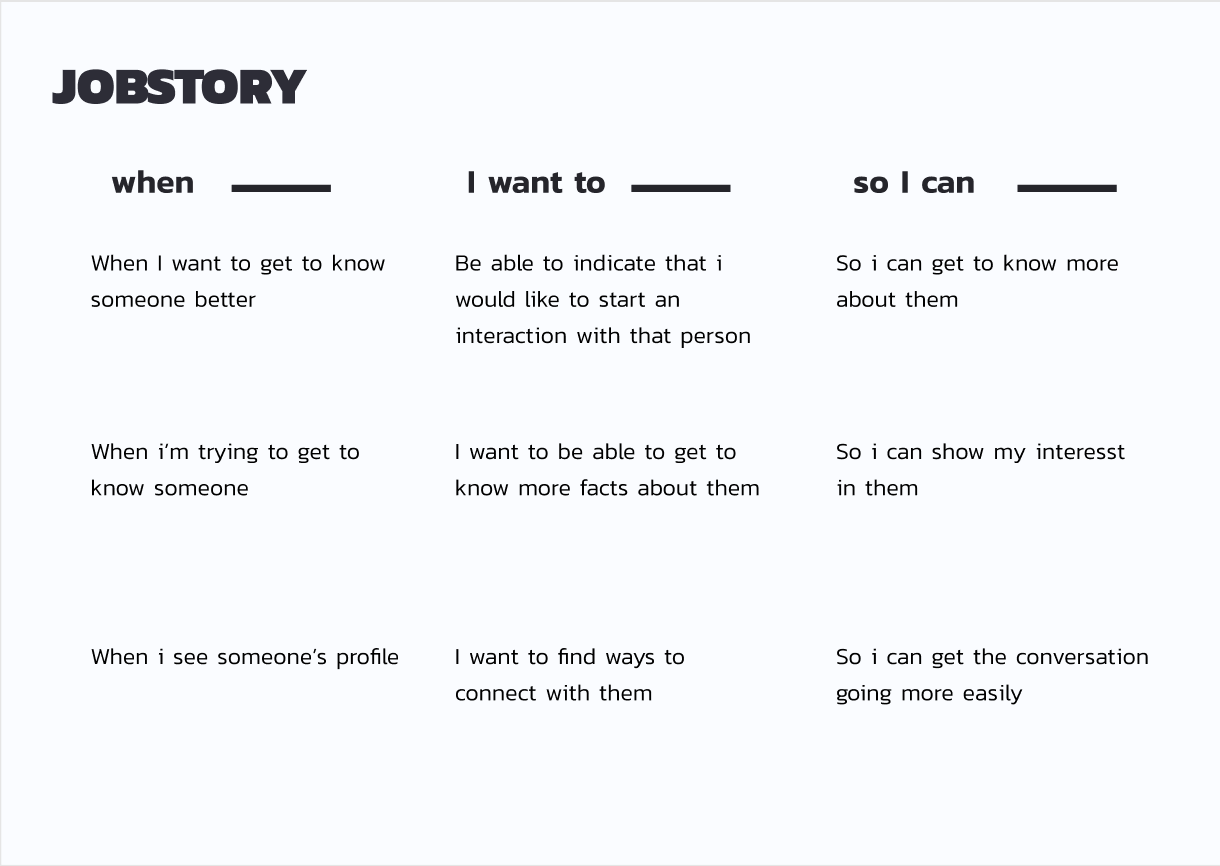 JOBSTORY
when
I want to
so I can
When I want to get to know
someone better
Be able to indicate that i
would like to start an
interaction with that person
So i can get to know more
about them
When i’m trying to get to
know someone
I want to be able to get to
know more facts about them
So i can show my interesst
in them
When i see someone’s profile
I want to find ways to
connect with them
So i can get the conversation
going more easily